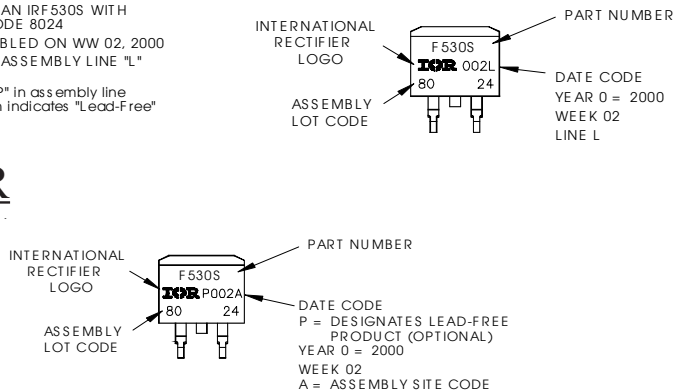 AN IRF530S WITH
ODE 8024
BLED ON WW 02, 2000
ASSEMBLY LINE "L"
P" in assembly line
n indicates "Lead-Free"
INTERNATIONAL
RECTIFIER
LOGO
ASSEMBLY
LOT CODE
F530S
IOR 002L
80 24
PART NUMBER
DATE CODE
YEAR 0 = 2000
WEEK 02
LINE L
R
INTERNATIONAL
RECTIFIER
LOGO
ASSEMBLY
LOT CODE
F530S
IOR P002A
80 24
PART NUMBER
DATE CODE
P = DESIGNATES LEAD-FREE
PRODUCT (OPTIONAL)
YEAR 0 = 2000
WEEK 02
A = ASSEMBLY SITE CODE